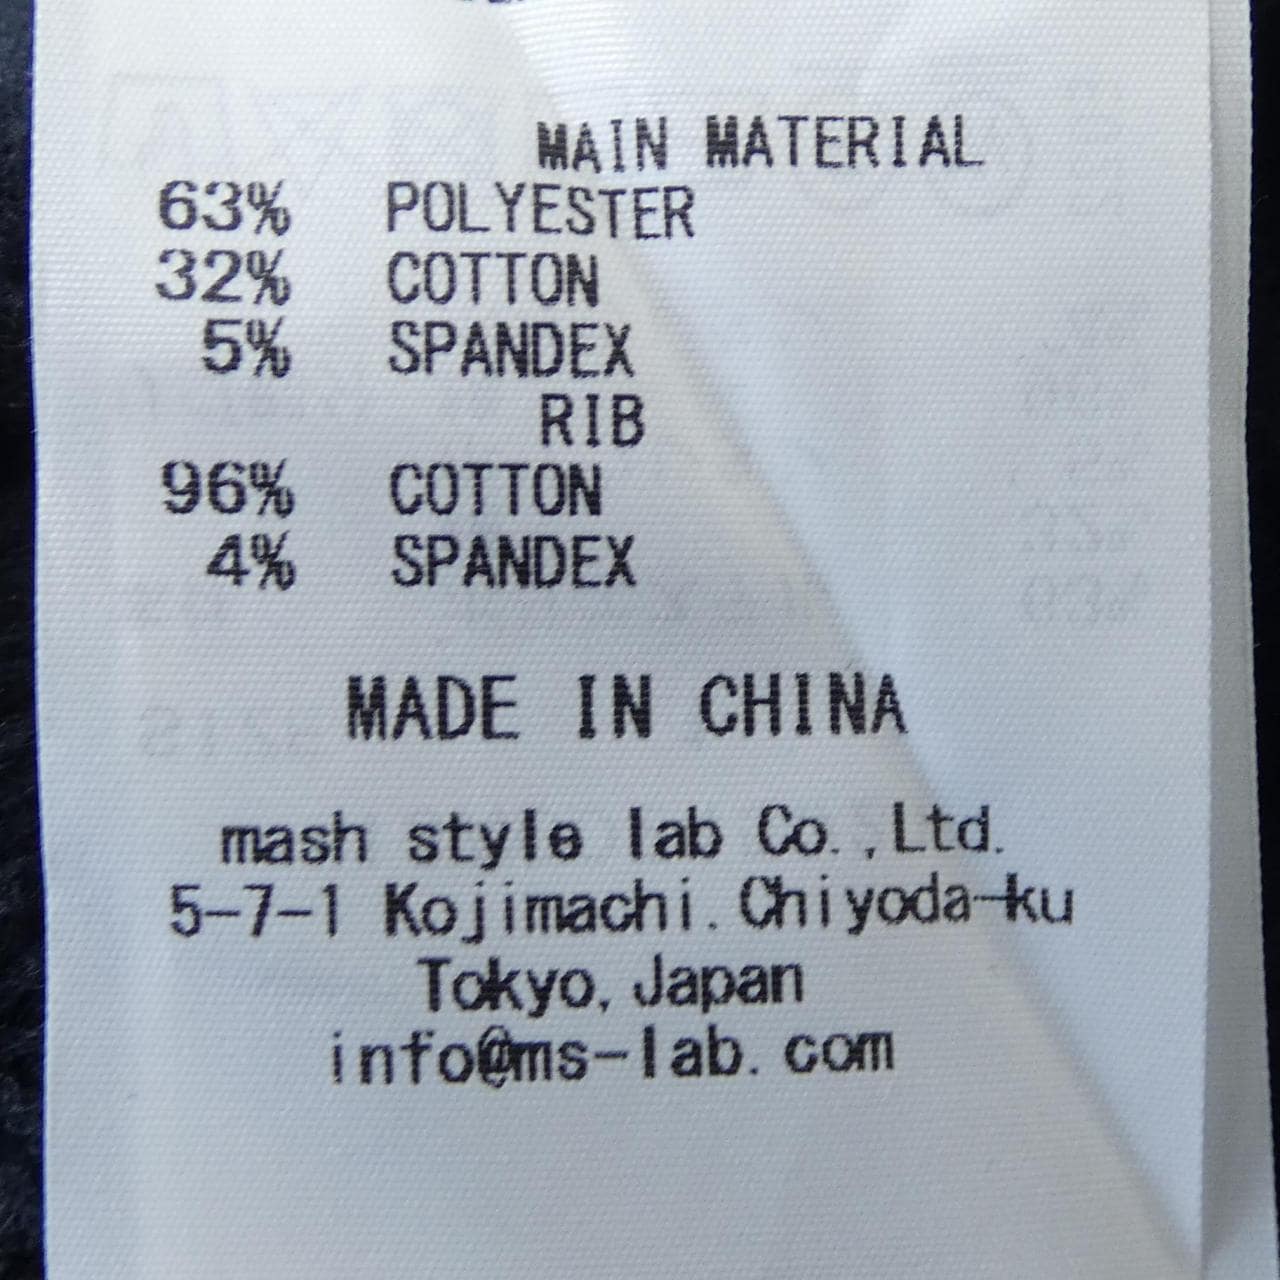 MAIN MATERIAL
63% POLYESTER
32% COTTON
5% SPANDEX
RIB
96% COTTON
4% SPANDEX
MADE IN CHINA
mash style lab Co.,Ltd.
5-7-1 Kojimachi.Chiyoda-ku
Tokyo,Japan
info@ms-lab.com